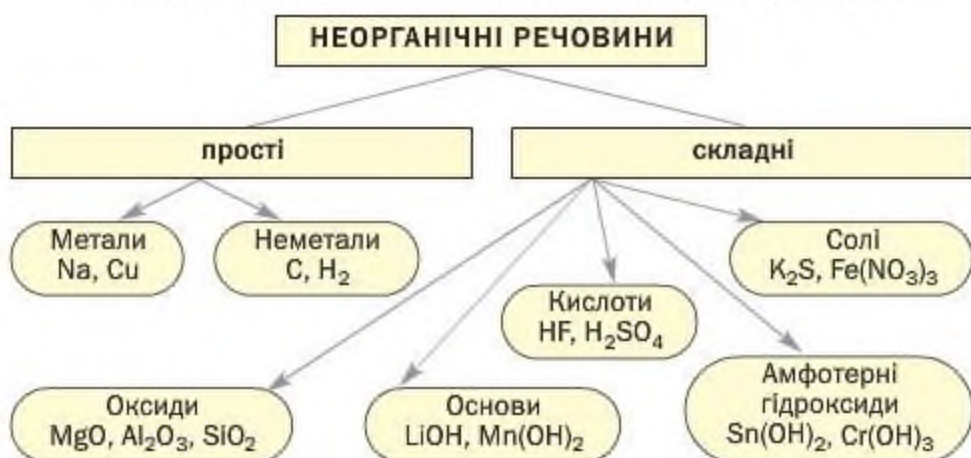 НЕОРГАНІЧНІ РЕЧОВИНИ
прості
складні
Метали
Na, Cu
Неметали
C, H₂
Солі
K₂S, Fe(NO₃)₃
Кислоти
HF, H₂SO₄
Оксиди
MgO, Al₂O₃, SiO₂
Основи
LiOH, Mn(OH)₂
Амфотерні
гідроксиди
Sn(OH)₂, Cr(OH)₃